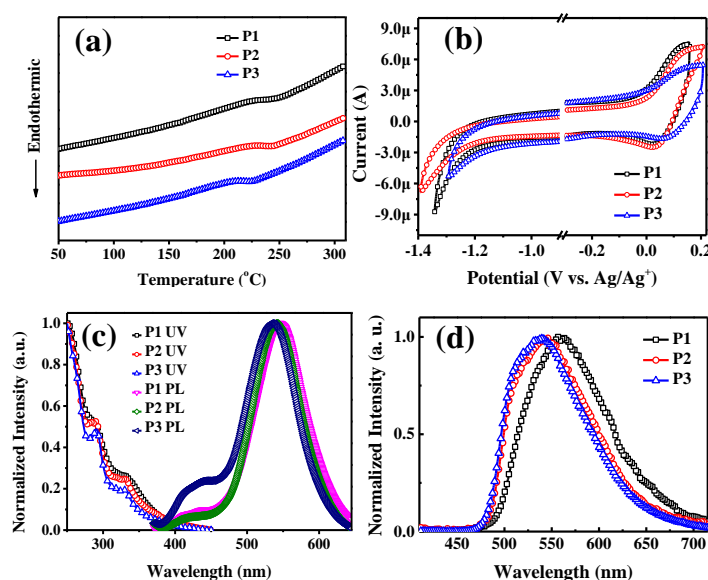 (a)
P1
P2
P3
Endothermic
50 100 150 200 250 300
Temperature (°C)
(b)
9.0μ
6.0μ
3.0μ
0.0
-3.0μ
-6.0μ
-9.0μ
Current (A)
P1
P2
P3
-1.4 -1.2 -1.0 -0.2 0.0 0.2
Potential (V vs. Ag/Ag⁺)
(c)
1.0
0.8
0.6
0.4
0.2
0.0
Normalized Intensity (a.u.)
P1 UV
P2 UV
P3 UV
P1 PL
P2 PL
P3 PL
300 400 500 600
Wavelength (nm)
(d)
1.0
0.5
0.0
Normalized Intensity (a. u.)
P1
P2
P3
450 500 550 600 650 700
Wavelength (nm)